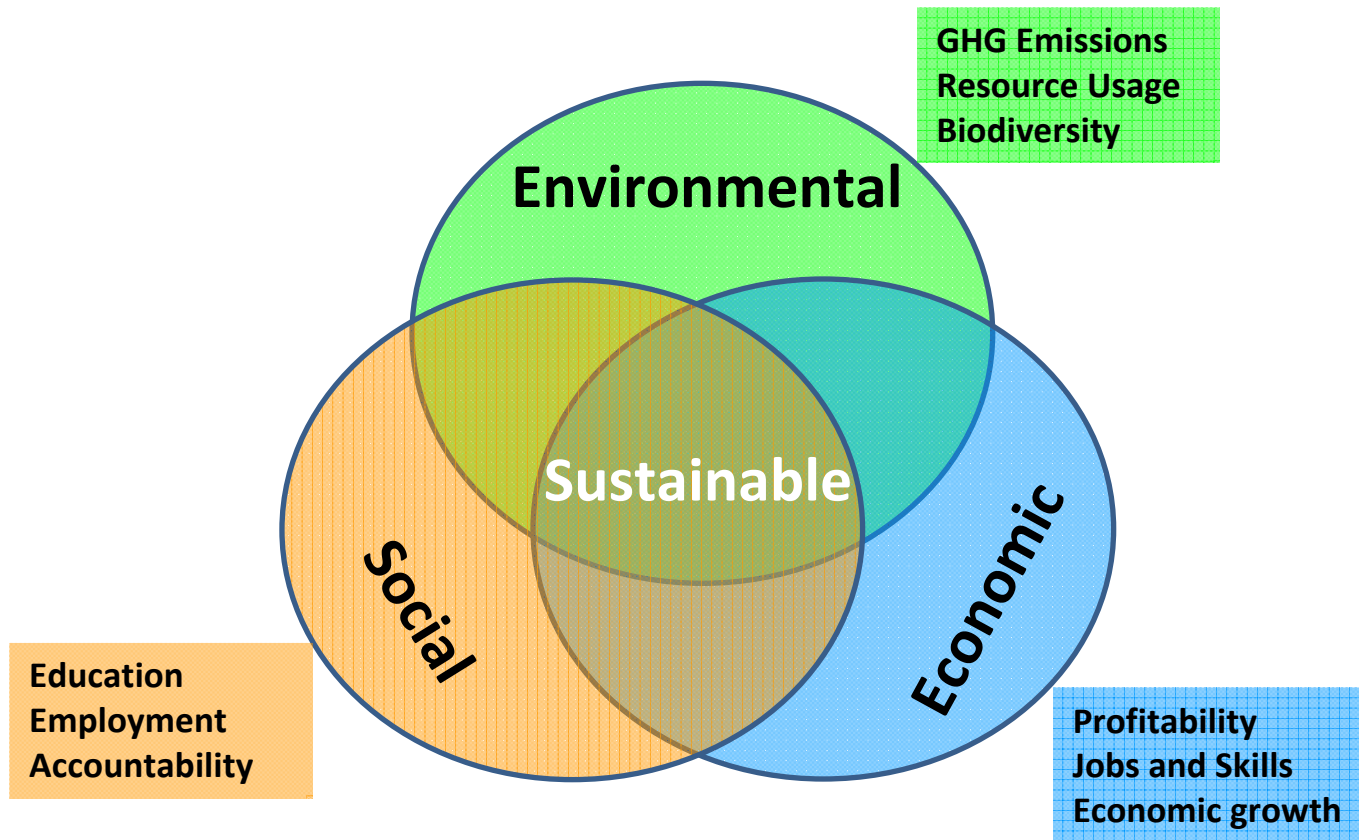 GHG Emissions
Resource Usage
Biodiversity
Environmental
Sustainable
Social
Economic
Education
Employment
Accountability
Profitability
Jobs and Skills
Economic growth